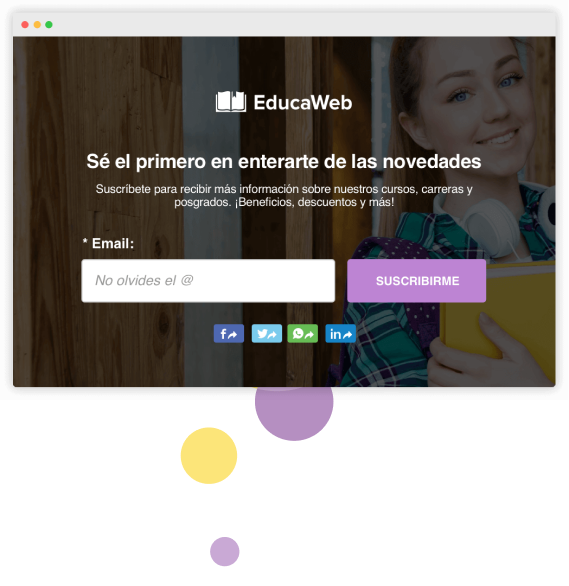 EducaWeb
Sé el primero en enterarte de las novedades
Suscríbete para recibir más información sobre nuestros cursos, carreras y
posgrados. ¡Beneficios, descuentos y más!
* Email:
No olvides el @
SUSCRIBIRME
f
in